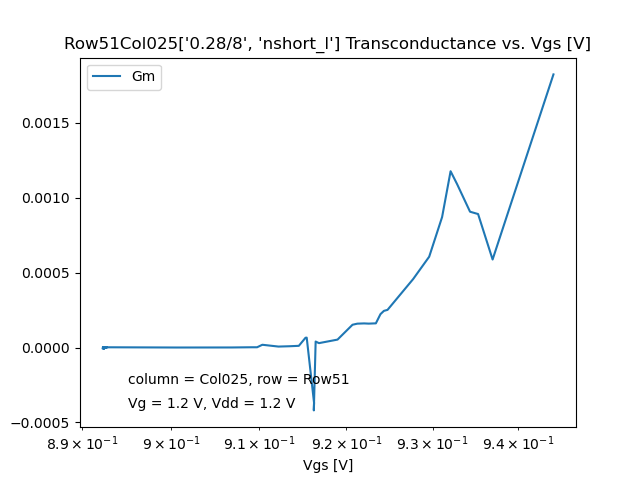 Row51Col025['0.28/8', 'nshort_l'] Transconductance vs. Vgs [V]
Gm
0.0015
0.0010
0.0005
0.0000
−0.0005
column = Col025, row = Row51
Vg = 1.2 V, Vdd = 1.2 V
8.9 × 10⁻¹ 9 × 10⁻¹ 9.1 × 10⁻¹ 9.2 × 10⁻¹ 9.3 × 10⁻¹ 9.4 × 10⁻¹
Vgs [V]